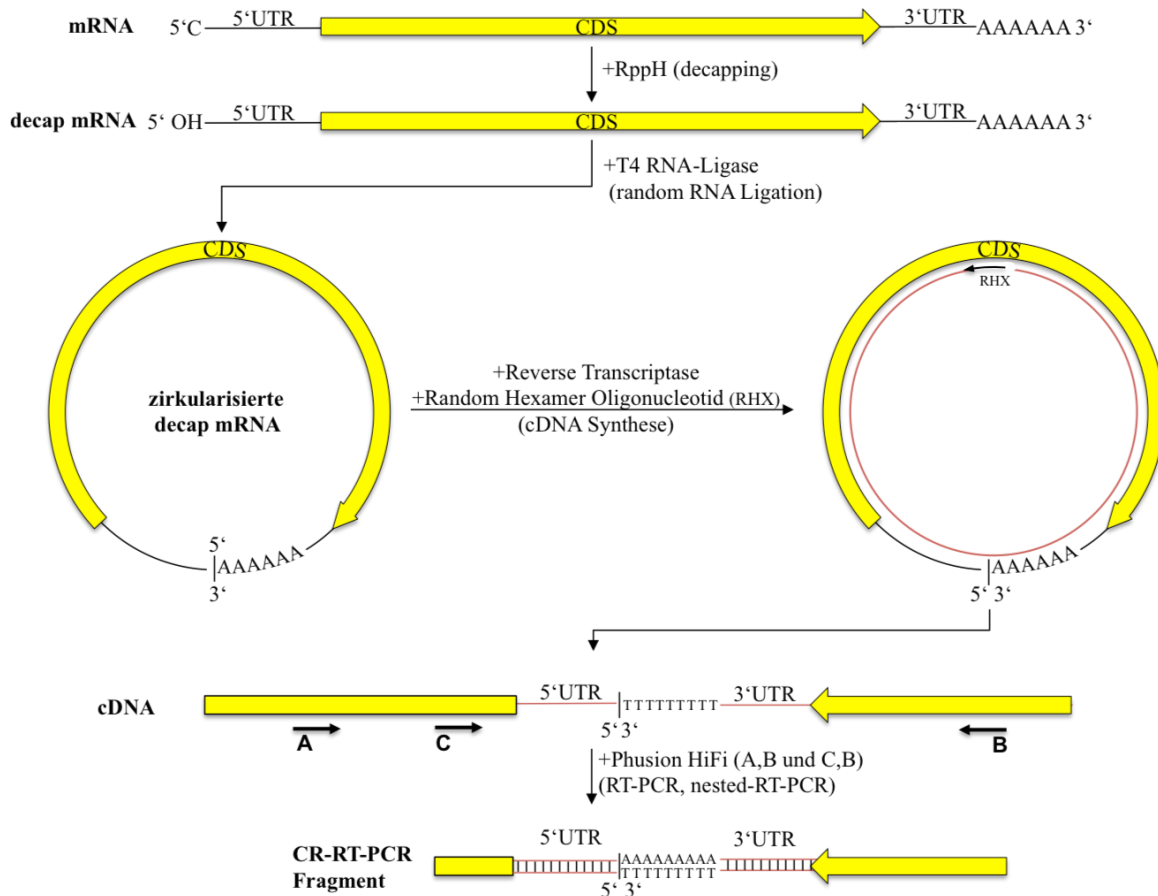 mRNA 5‘C 5‘UTR CDS 3‘UTR AAAAAA 3‘
+RppH (decapping)
decap mRNA 5‘ OH 5‘UTR CDS 3‘UTR AAAAAA 3‘
+T4 RNA-Ligase
(random RNA Ligation)
CDS
zirkularisierte
decap mRNA
5‘
AAAAAA
3‘
+Reverse Transcriptase
+Random Hexamer Oligonucleotid (RHX)
(cDNA Synthese)
CDS
RHX
AAAAAA
5‘ 3‘
cDNA 5‘UTR TTTTTTTTT 3‘UTR
5‘ 3‘
A C B
+Phusion HiFi (A,B und C,B)
(RT-PCR, nested-RT-PCR)
CR-RT-PCR
Fragment
5‘UTR 3‘UTR
AAAAAAAAA
TTTTTTTTT
5‘ 3‘